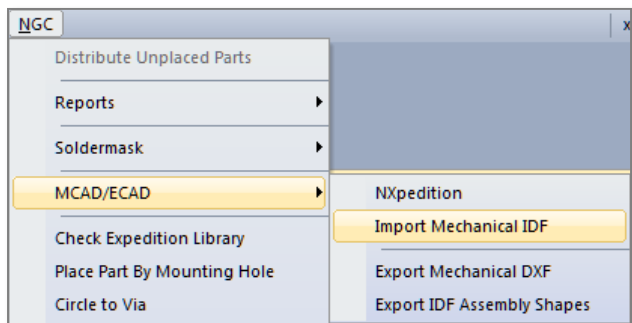 NGC
x
Distribute Unplaced Parts
Reports
Soldermask
MCAD/ECAD
NXpedition
Import Mechanical IDF
Check Expedition Library
Export Mechanical DXF
Place Part By Mounting Hole
Export IDF Assembly Shapes
Circle to Via